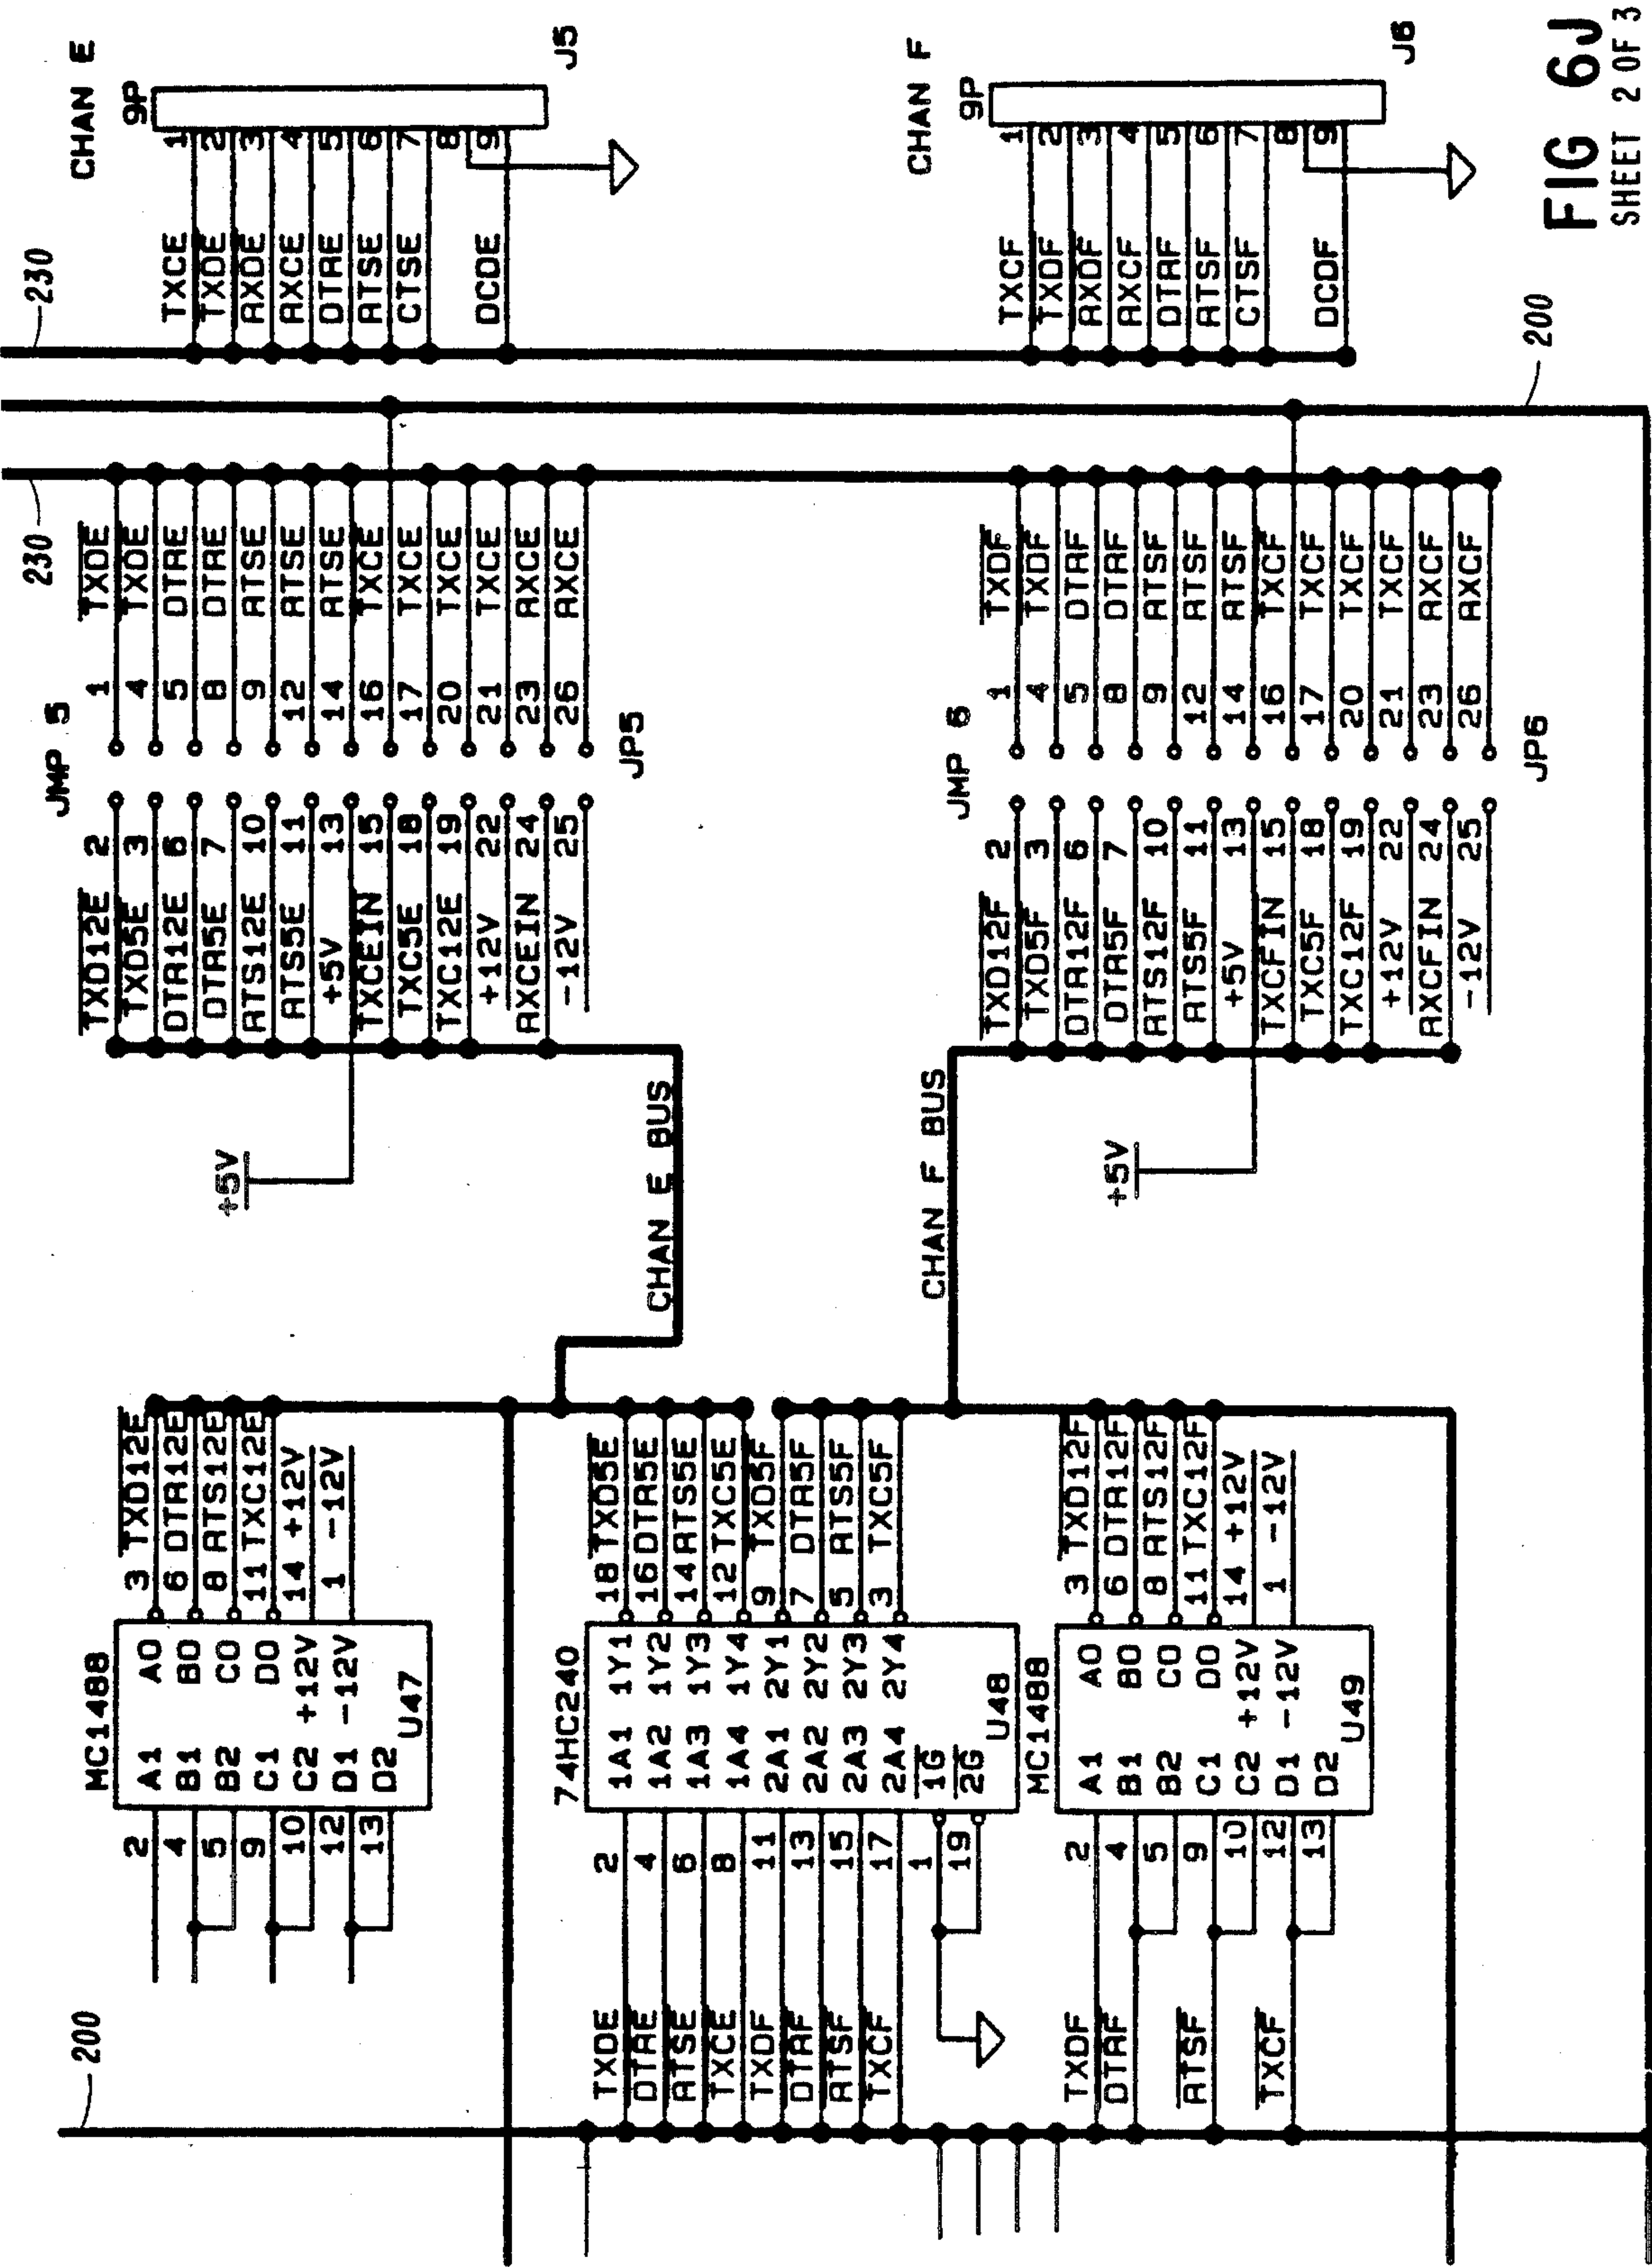 200
MC1488
2 A1 A0 3 TXD12E
4 B1 B0 6 DTR12E
5 B2 C0 8 RTS12E
9 C1 D0 11 TXC12E
10 C2 +12V 14 +12V
12 D1 -12V 1 -12V
13 D2
U47
74HC240
TXDE 2 1A1 1Y1 18 TXD5E
DTRE 4 1A2 1Y2 16 DTR5E
RTSE 6 1A3 1Y3 14 RTS5E
TXCE 8 1A4 1Y4 12 TXC5E
TXDF 11 2A1 2Y1 9 TXD5F
DTRF 13 2A2 2Y2 7 DTR5F
RTSF 15 2A3 2Y3 5 RTS5F
TXCF 17 2A4 2Y4 3 TXC5F
1 1G
19 2G
U48
MC1488
TXDF 2 A1 A0 3 TXD12F
DTRF 4 B1 B0 6 DTR12F
5 B2 C0 8 RTS12F
RTSF 9 C1 D0 11 TXC12F
10 C2 +12V 14 +12V
TXCF 12 D1 -12V 1 -12V
13 D2
U49
+5V
CHAN E BUS
CHAN F BUS
+5V
JMP 5
TXD12E 2 1 TXDE
TXD5E 3 4 TXDE
DTR12E 6 5 DTRE
DTR5E 7 8 DTRE
RTS12E 10 9 RTSE
RTS5E 11 12 RTSE
+5V 13 14 RTSE
TXCEIN 15 16 TXCE
TXC5E 18 17 TXCE
TXC12E 19 20 TXCE
+12V 22 21 TXCE
RXCEIN 24 23 RXCE
-12V 25 26 RXCE
JP5
JMP 6
TXD12F 2 1 TXDF
TXD5F 3 4 TXDF
DTR12F 6 5 DTRF
DTR5F 7 8 DTRF
RTS12F 10 9 RTSF
RTS5F 11 12 RTSF
+5V 13 14 RTSF
TXCFIN 15 16 TXCF
TXC5F 18 17 TXCF
TXC12F 19 20 TXCF
+12V 22 21 TXCF
RXCFIN 24 23 RXCF
-12V 25 26 RXCF
JP6
230
230
200
CHAN E
9P
TXCE 1
TXDE 2
RXDE 3
RXCE 4
DTRE 5
RTSE 6
CTSE 7
8
DCDE 9
J5
CHAN F
9P
TXCF 1
TXDF 2
RXDF 3
RXCF 4
DTRF 5
RTSF 6
CTSF 7
8
DCDF 9
J6
FIG 6J
SHEET 2 OF 3